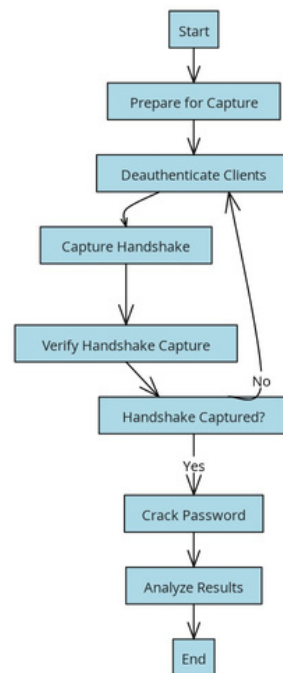 Start
Prepare for Capture
Deauthenticate Clients
Capture Handshake
Verify Handshake Capture
No
Handshake Captured?
Yes
Crack Password
Analyze Results
End